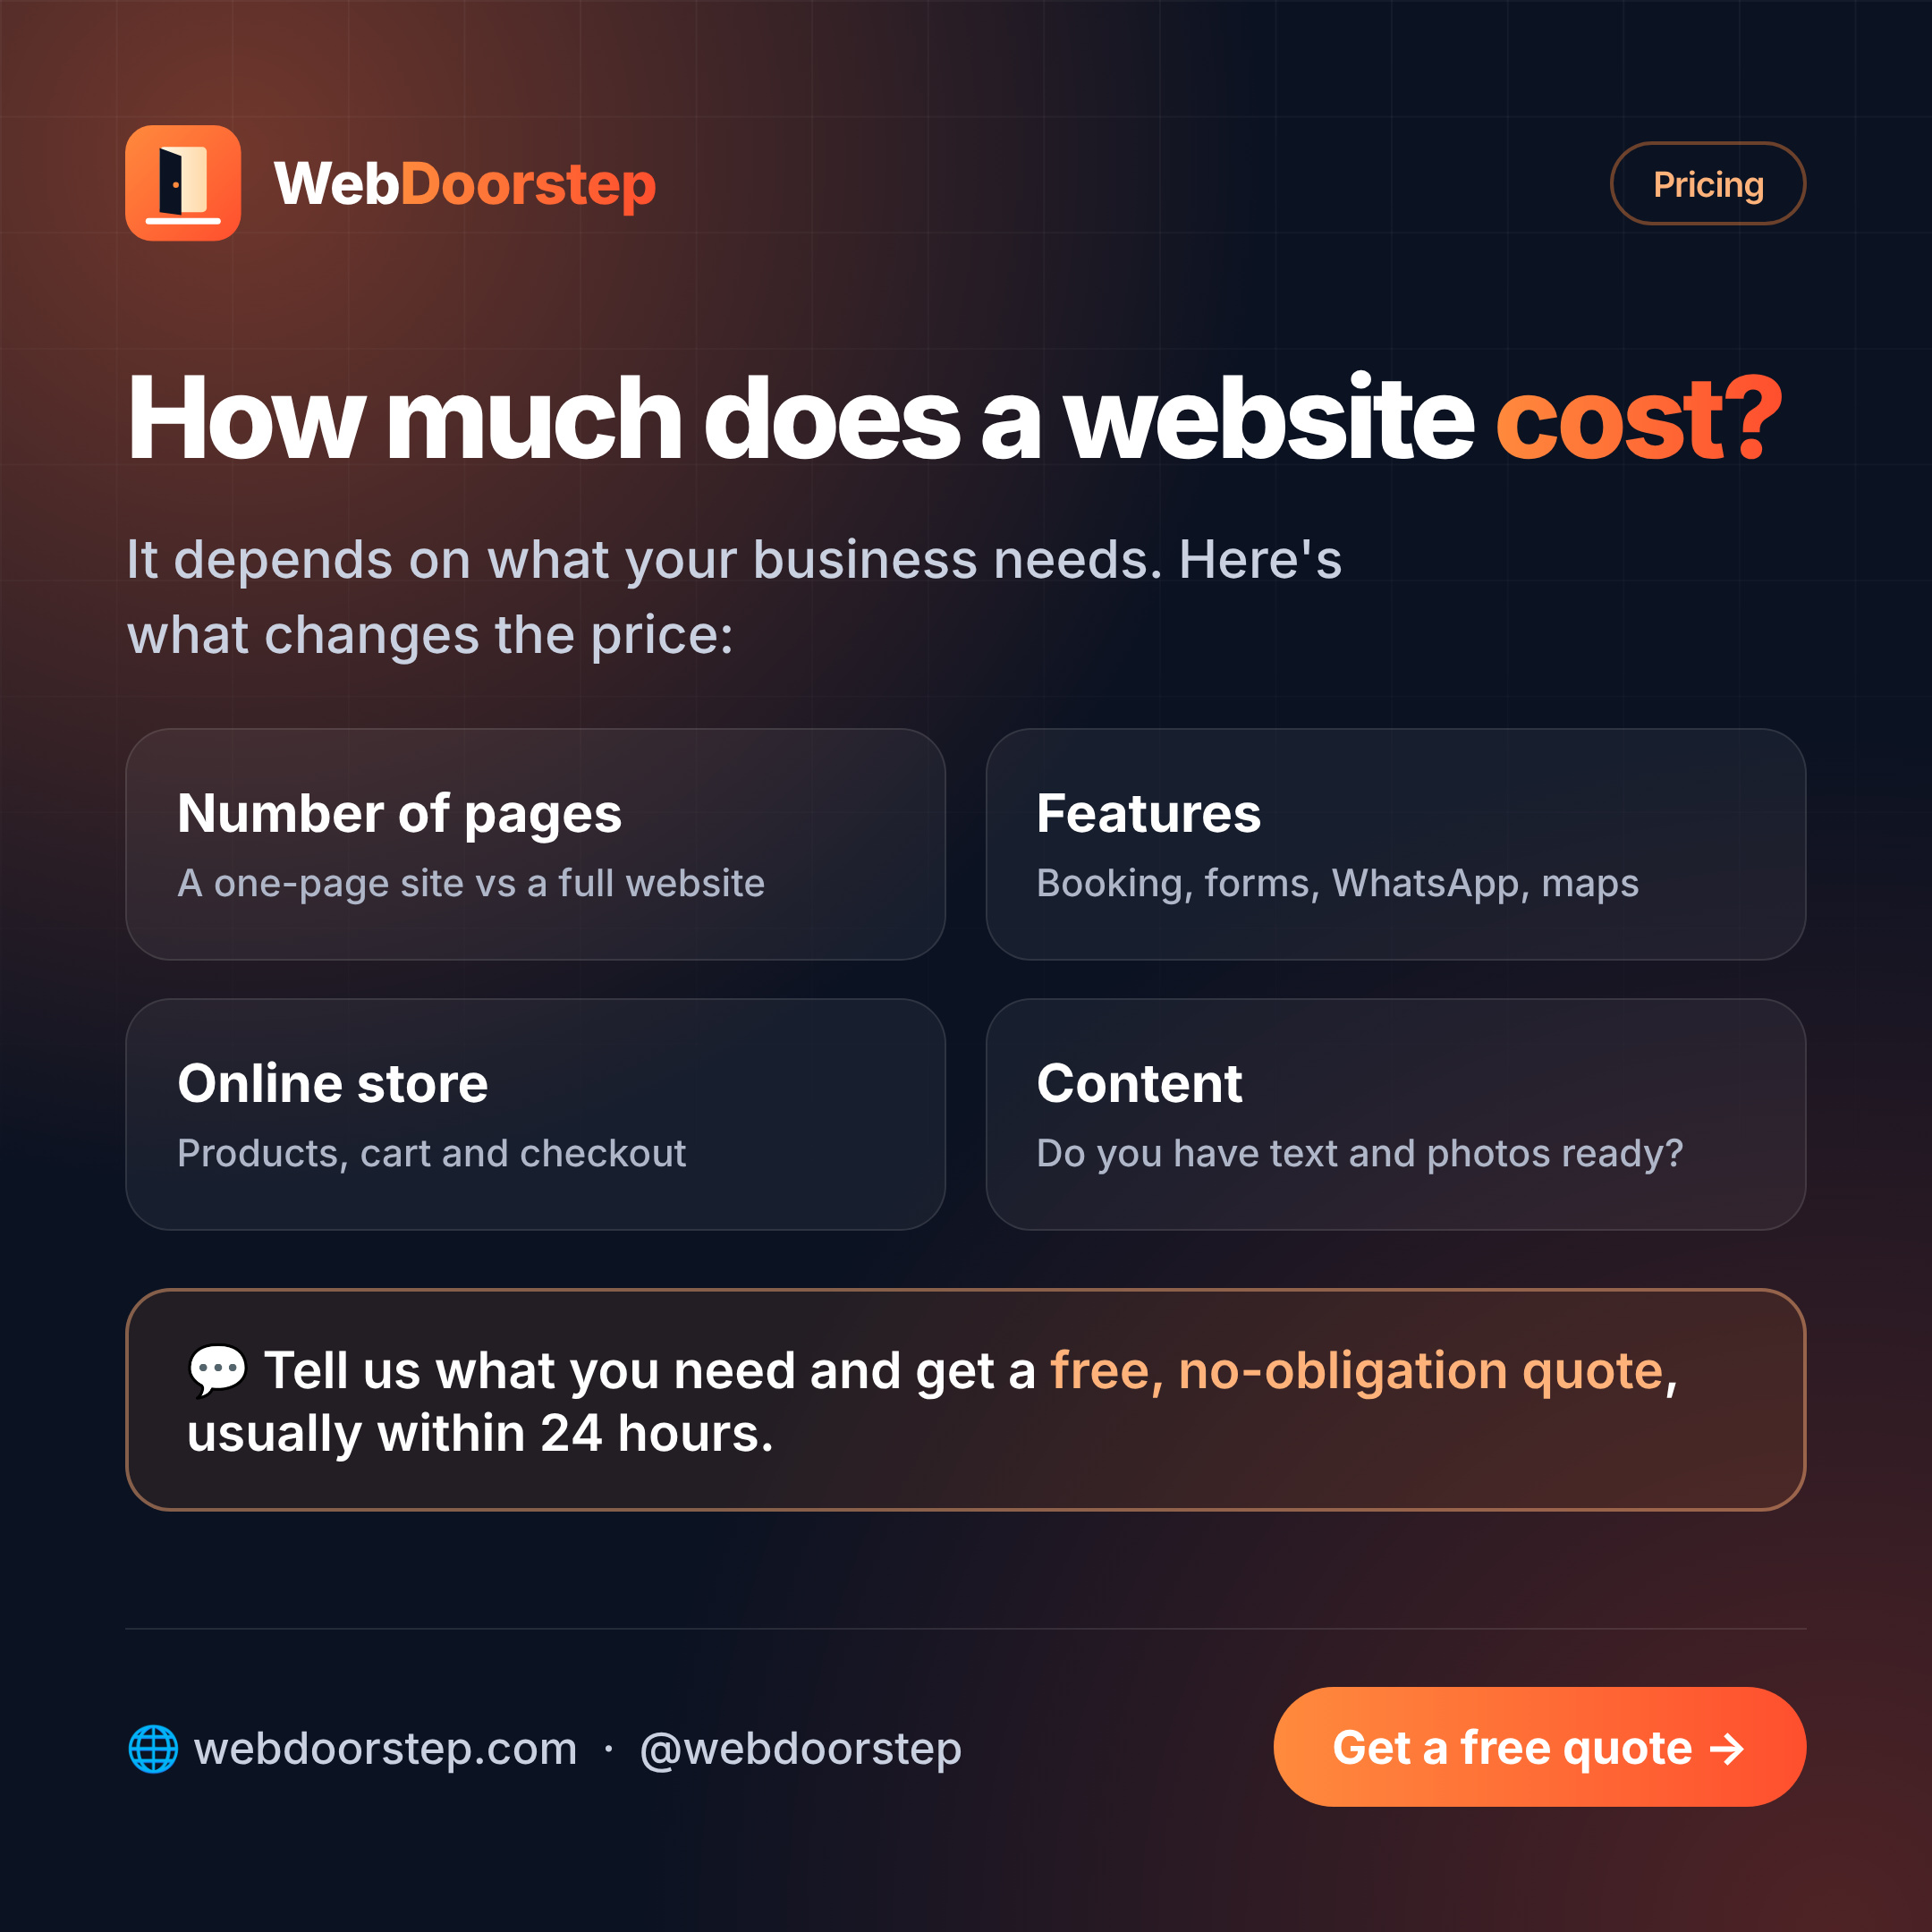 WebDoorstep
Pricing
How much does a website cost?
It depends on what your business needs. Here's
what changes the price:
Number of pages
A one-page site vs a full website
Features
Booking, forms, WhatsApp, maps
Online store
Products, cart and checkout
Content
Do you have text and photos ready?
💬 Tell us what you need and get a free, no-obligation quote,
usually within 24 hours.
🌐 webdoorstep.com · @webdoorstep
Get a free quote →